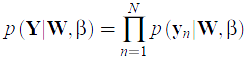 p (Y|W, β) = ∏_{n=1}^{N} p (y_n|W, β)